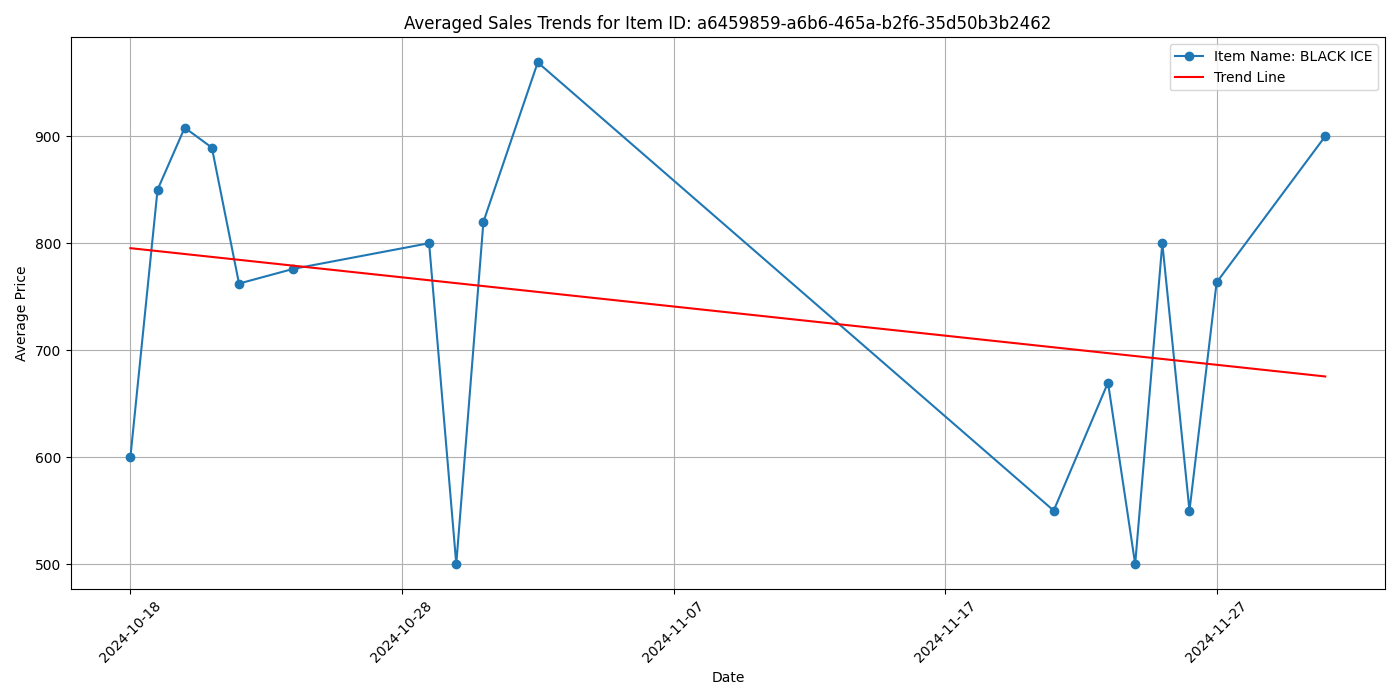 Averaged Sales Trends for Item ID: a6459859-a6b6-465a-b2f6-35d50b3b2462
Item Name: BLACK ICE
Trend Line
Average Price
900
800
700
600
500
2024-10-18
2024-10-28
2024-11-07
2024-11-17
2024-11-27
Date